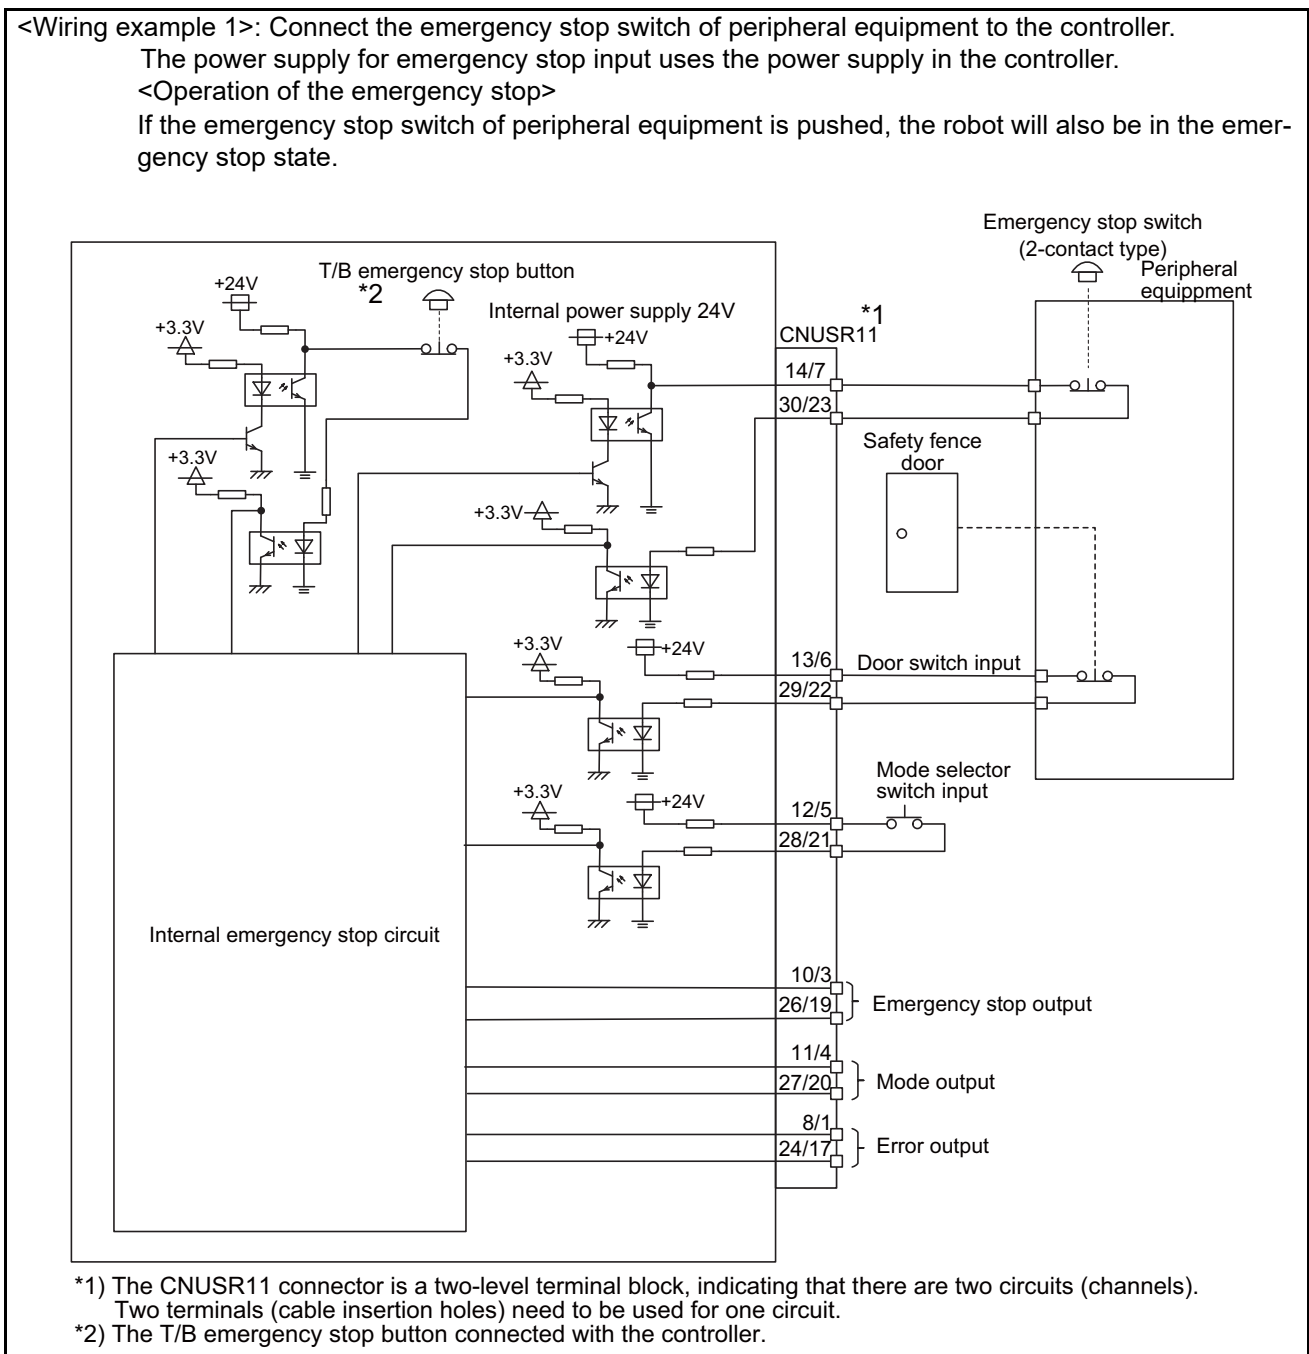 <Wiring example 1>: Connect the emergency stop switch of peripheral equipment to the controller.
The power supply for emergency stop input uses the power supply in the controller.
<Operation of the emergency stop>
If the emergency stop switch of peripheral equipment is pushed, the robot will also be in the emer-
gency stop state.
Emergency stop switch
(2-contact type)
Peripheral
equippment
T/B emergency stop button
*2
+24V
+3.3V
Internal power supply 24V
+24V
+3.3V
*1
CNUSR11
14/7
30/23
+3.3V
Safety fence
door
+3.3V
+3.3V
+24V
13/6
Door switch input
29/22
Mode selector
switch input
+3.3V
+24V
12/5
28/21
Internal emergency stop circuit
10/3
26/19
Emergency stop output
11/4
27/20
Mode output
8/1
24/17
Error output
*1) The CNUSR11 connector is a two-level terminal block, indicating that there are two circuits (channels).
Two terminals (cable insertion holes) need to be used for one circuit.
*2) The T/B emergency stop button connected with the controller.